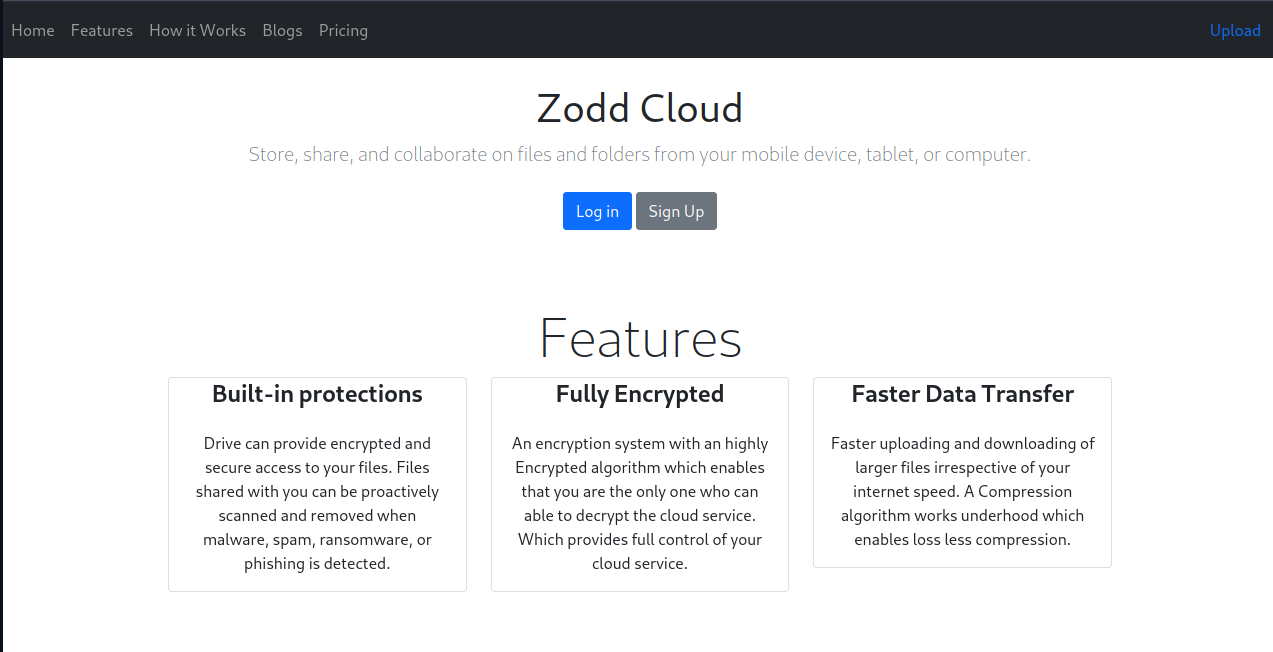 Home Features How it Works Blogs Pricing Upload
Zodd Cloud
Store, share, and collaborate on files and folders from your mobile device, tablet, or computer.
Log in Sign Up
Features
Built-in protections
Drive can provide encrypted and
secure access to your files. Files
shared with you can be proactively
scanned and removed when
malware, spam, ransomware, or
phishing is detected.
Fully Encrypted
An encryption system with an highly
Encrypted algorithm which enables
that you are the only one who can
able to decrypt the cloud service.
Which provides full control of your
cloud service.
Faster Data Transfer
Faster uploading and downloading of
larger files irrespective of your
internet speed. A Compression
algorithm works underhood which
enables loss less compression.